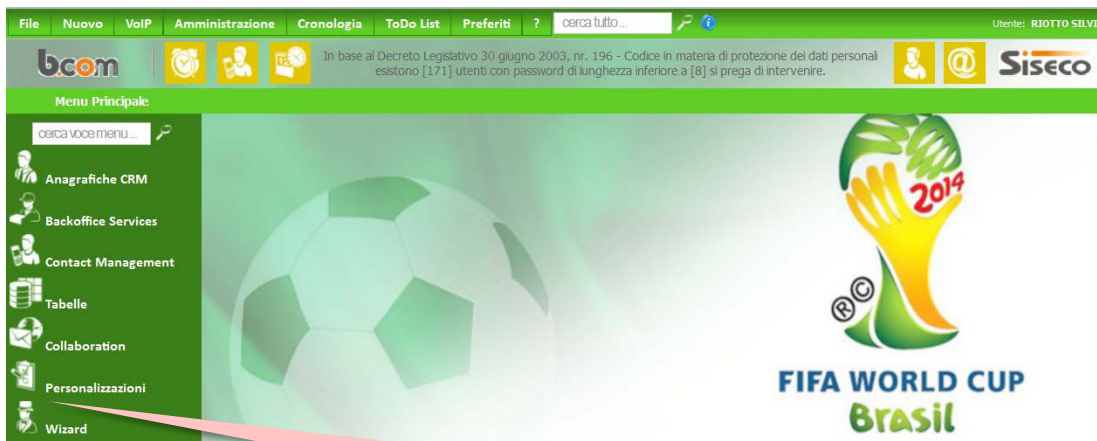 File Nuovo VoIP Amministrazione Cronologia ToDo List Preferiti ? cerca tutto... Utente: RIOTTO SILVI
b.com
In base al Decreto Legislativo 30 giugno 2003, nr. 196 - Codice in materia di protezione dei dati personali
esistono [171] utenti con password di lunghezza inferiore a [8] si prega di intervenire.
Siseco
Menu Principale
cerca voce menu ...
Anagrafiche CRM
Backoffice Services
Contact Management
Tabelle
Collaboration
Personalizzazioni
Wizard
2014
®©
FIFA WORLD CUP
Brasil